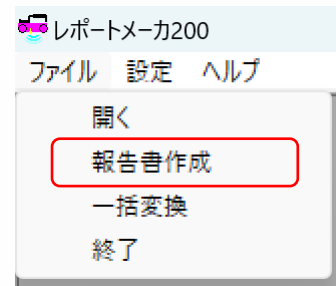 レポートメーカ200
ファイル 設定 ヘルプ
開く
報告書作成
一括変換
終了